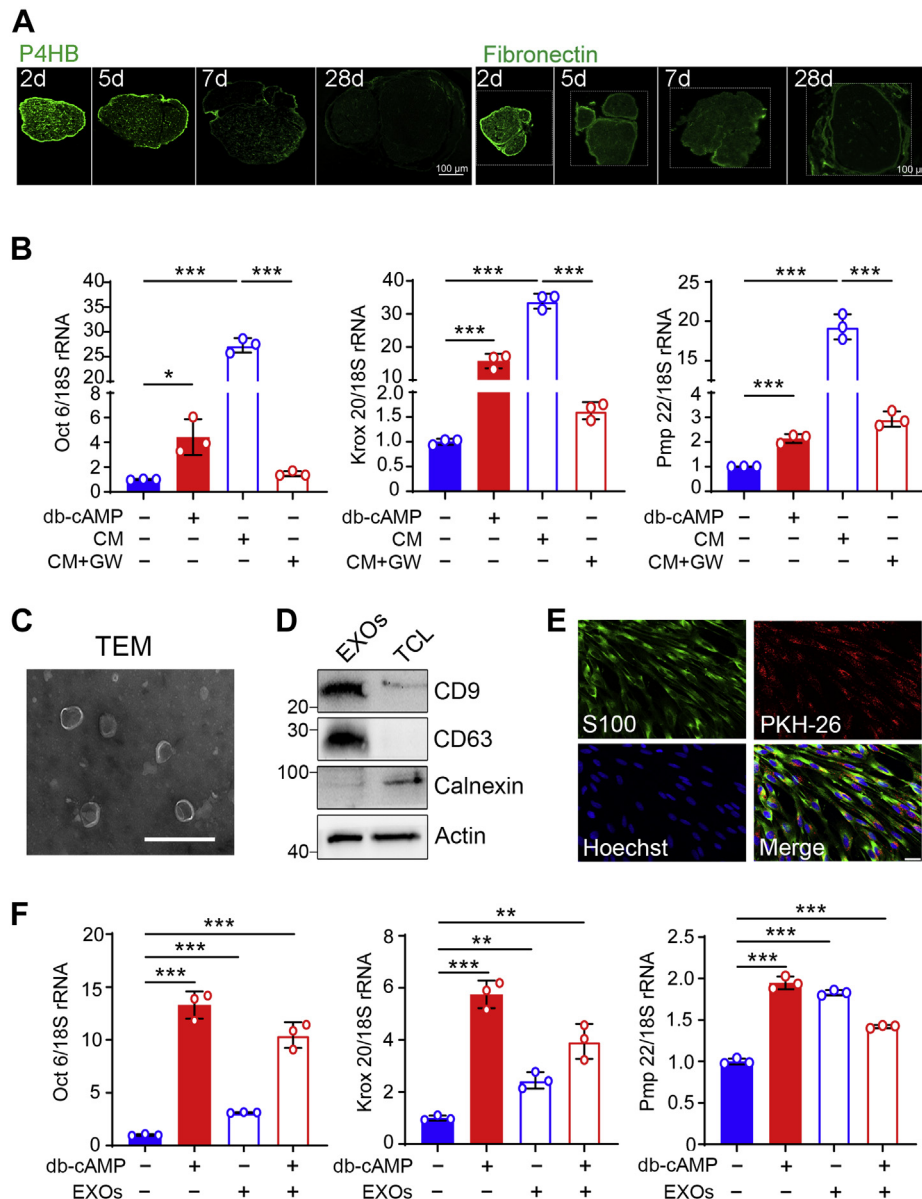 A
P4HB
Fibronectin
2d 5d 7d 28d 2d 5d 7d 28d
100 μm 100 μm
B
Oct 6/18S rRNA
40
35
30
25
20
8
6
4
2
0
*** ***
*
Krox 20/18S rRNA
40
30
20
10
2.0
1.5
1.0
0.5
0.0
*** ***
***
Pmp 22/18S rRNA
25
20
15
10
4
3
2
1
0
*** ***
***
db-cAMP – + – –
CM – – + –
CM+GW – – – +
db-cAMP – + – –
– – + –
– – – +
db-cAMP – + – –
CM – – + –
CM+GW – – – +
C
TEM
D
EXOs TCL
20 CD9
30 CD63
100 Calnexin
40 Actin
E
S100 PKH-26
Hoechst Merge
F
Oct 6/18S rRNA
20
15
10
5
0
***
***
***
Krox 20/18S rRNA
8
6
4
2
0
**
**
***
Pmp 22/18S rRNA
2.5
2.0
1.5
1.0
0.5
0.0
***
***
***
db-cAMP – + – +
EXOs – – + +
db-cAMP – + – +
EXOs – – + +
db-cAMP – + – +
EXOs – – + +